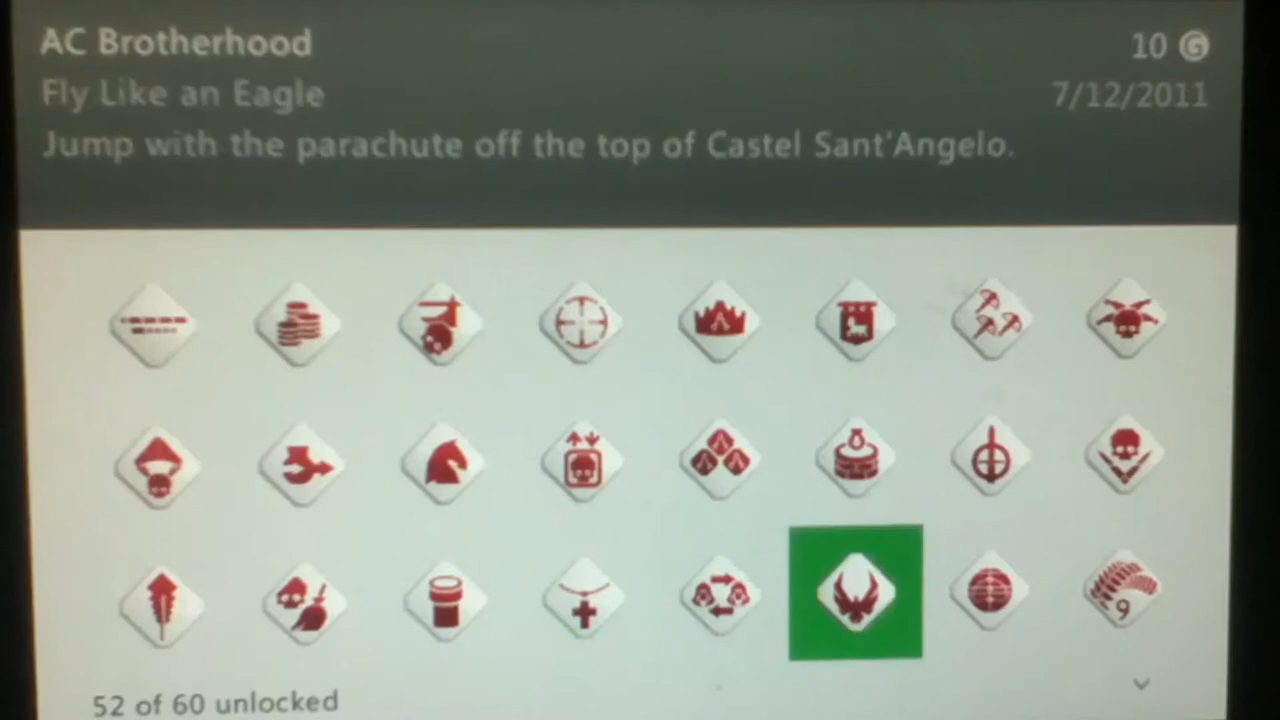 AC Brotherhood
10 G
Fly Like an Eagle
7/12/2011
Jump with the parachute off the top of Castel Sant'Angelo.
9
52 of 60 unlocked